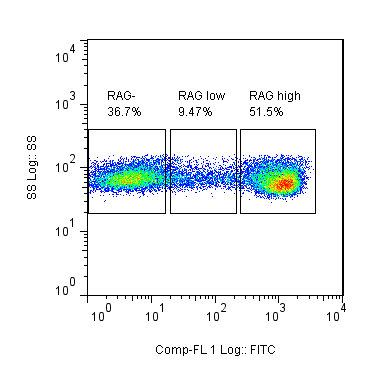 10^4
RAG- RAG low RAG high
36.7% 9.47% 51.5%
10^3
SS Log:: SS
10^2
10^1
10^0
10^0 10^1 10^2 10^3 10^4
Comp-FL 1 Log:: FITC